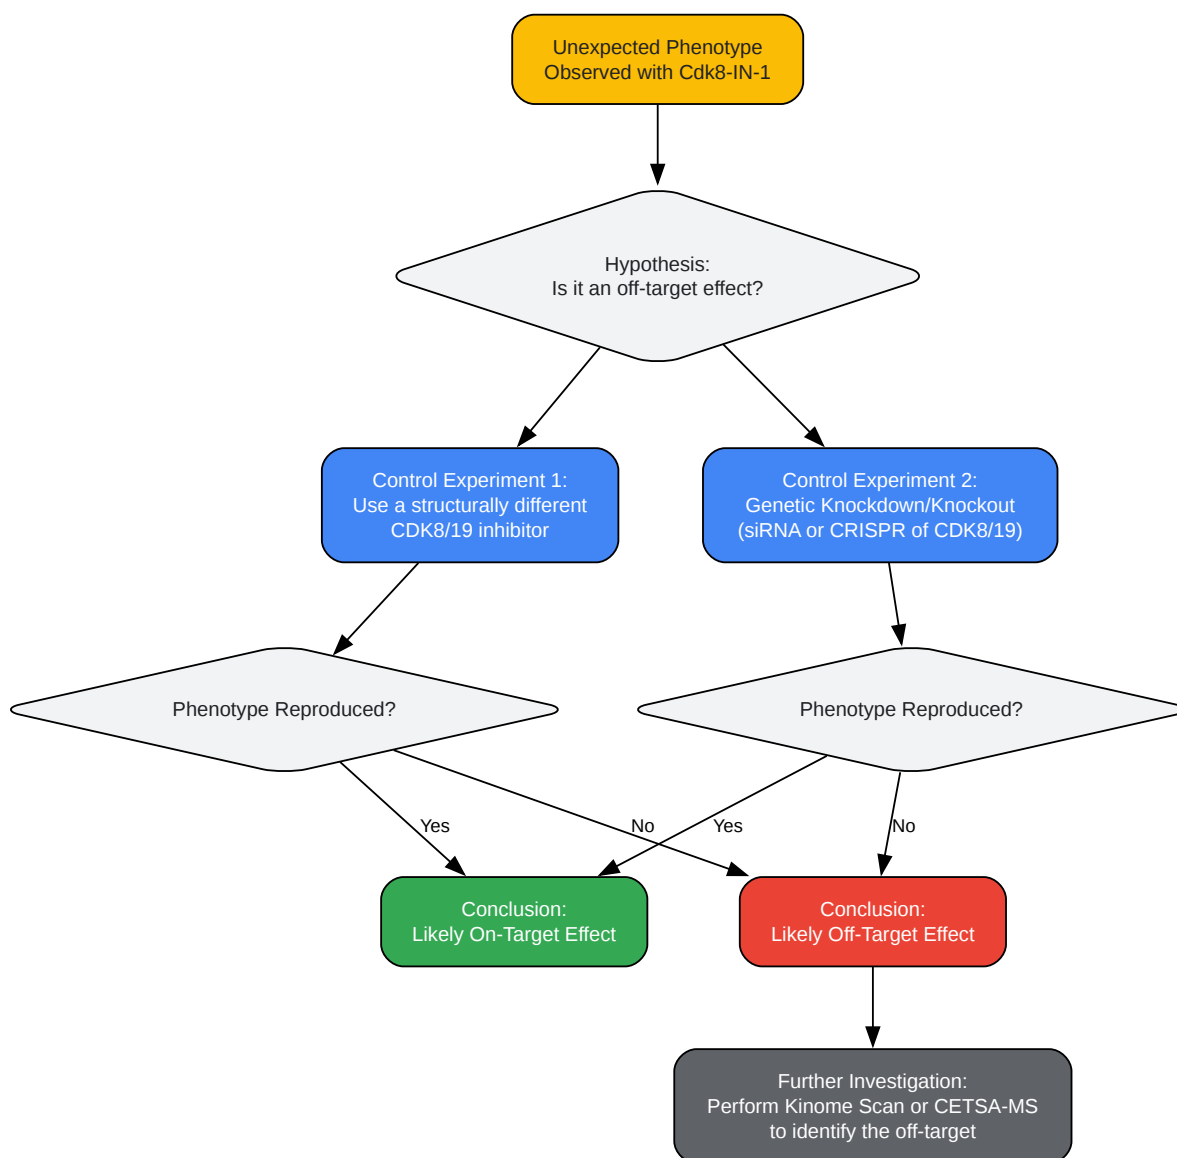 Unexpected Phenotype
Observed with Cdk8-IN-1
Hypothesis:
Is it an off-target effect?
Control Experiment 1:
Use a structurally different
CDK8/19 inhibitor
Control Experiment 2:
Genetic Knockdown/Knockout
(siRNA or CRISPR of CDK8/19)
Phenotype Reproduced?
Phenotype Reproduced?
Yes
No
Yes
No
Conclusion:
Likely On-Target Effect
Conclusion:
Likely Off-Target Effect
Further Investigation:
Perform Kinome Scan or CETSA-MS
to identify the off-target